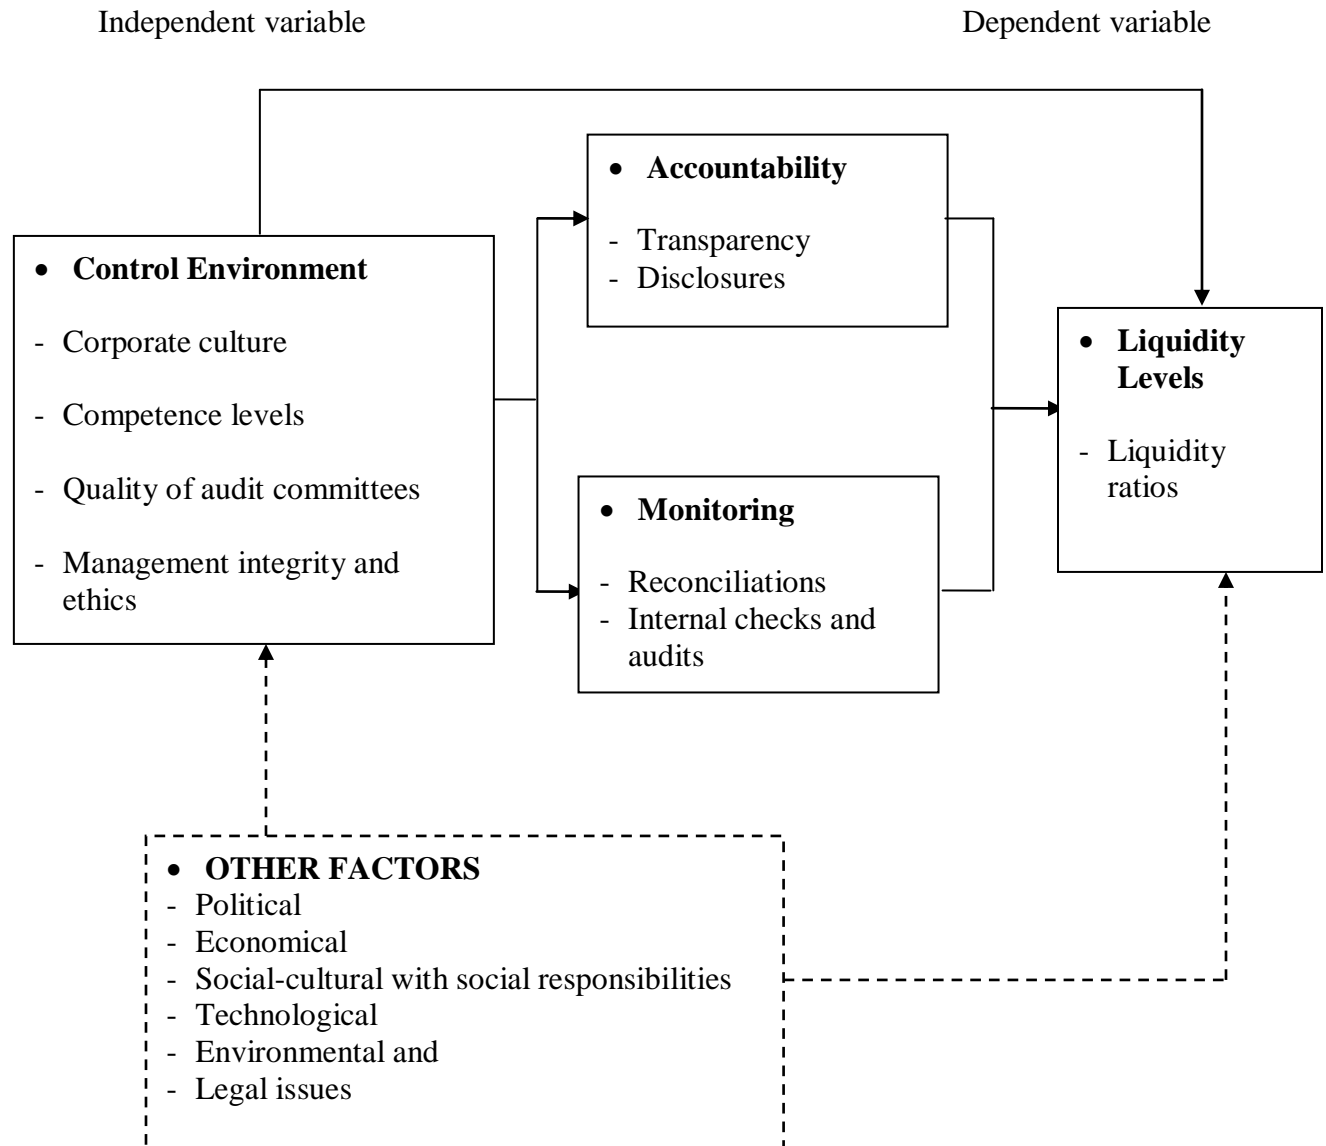 Independent variable
Dependent variable
• Control Environment
- Corporate culture
- Competence levels
- Quality of audit committees
- Management integrity and
ethics
• Accountability
- Transparency
- Disclosures
• Monitoring
- Reconciliations
- Internal checks and
audits
• Liquidity
Levels
- Liquidity
ratios
• OTHER FACTORS
- Political
- Economical
- Social-cultural with social responsibilities
- Technological
- Environmental and
- Legal issues